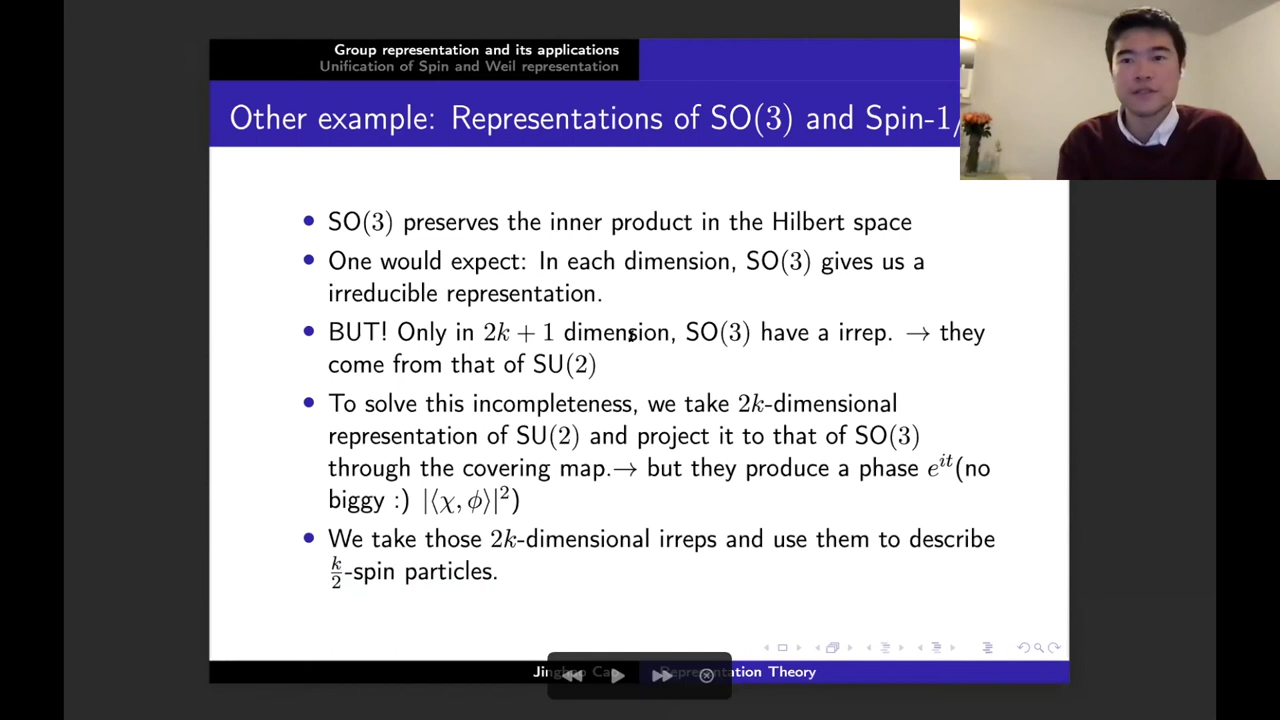 Group representation and its applications
Unification of Spin and Weil representation
Other example: Representations of SO(3) and Spin-1/
• SO(3) preserves the inner product in the Hilbert space
• One would expect: In each dimension, SO(3) gives us a
irreducible representation.
• BUT! Only in 2k + 1 dimension, SO(3) have a irrep. → they
come from that of SU(2)
• To solve this incompleteness, we take 2k-dimensional
representation of SU(2) and project it to that of SO(3)
through the covering map.→ but they produce a phase e^{it}(no
biggy :) |⟨χ, ϕ⟩|²)
• We take those 2k-dimensional irreps and use them to describe
k/2-spin particles.
Theory